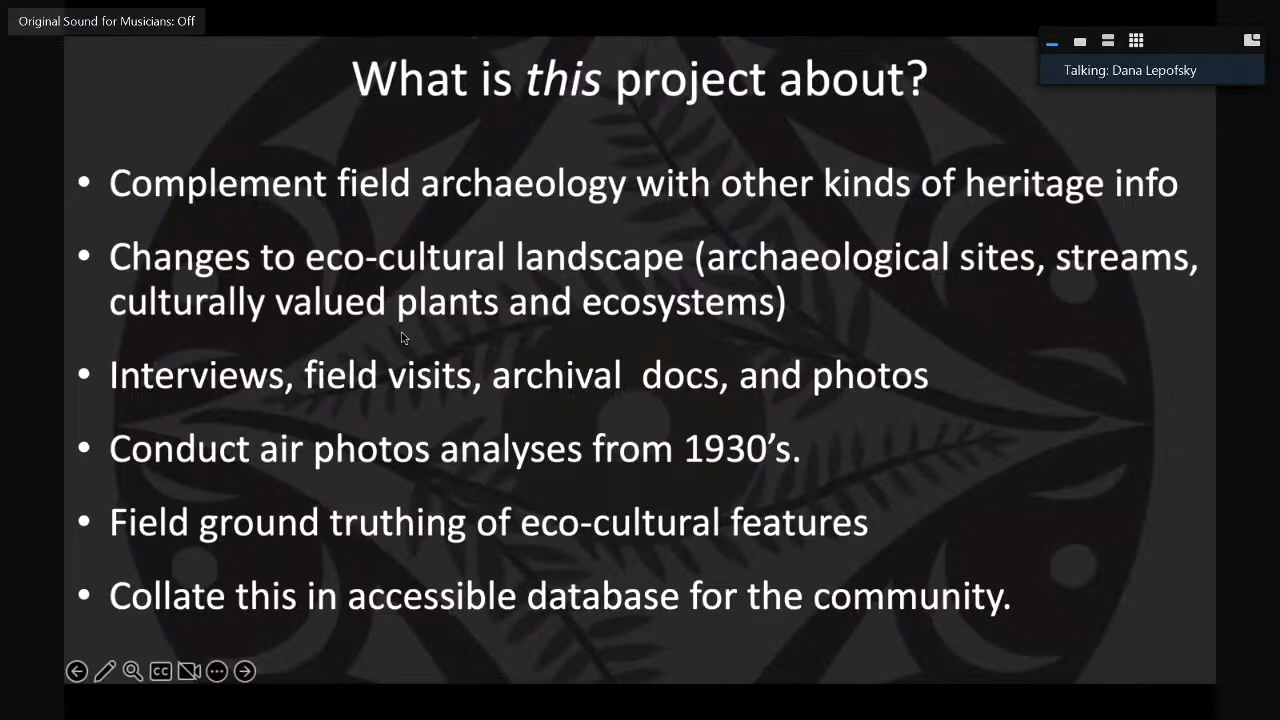 Original Sound for Musicians: Off
Talking: Dana Lepofsky
What is this project about?
• Complement field archaeology with other kinds of heritage info
• Changes to eco-cultural landscape (archaeological sites, streams,
culturally valued plants and ecosystems)
• Interviews, field visits, archival  docs, and photos
• Conduct air photos analyses from 1930’s.
• Field ground truthing of eco-cultural features
• Collate this in accessible database for the community.
CC